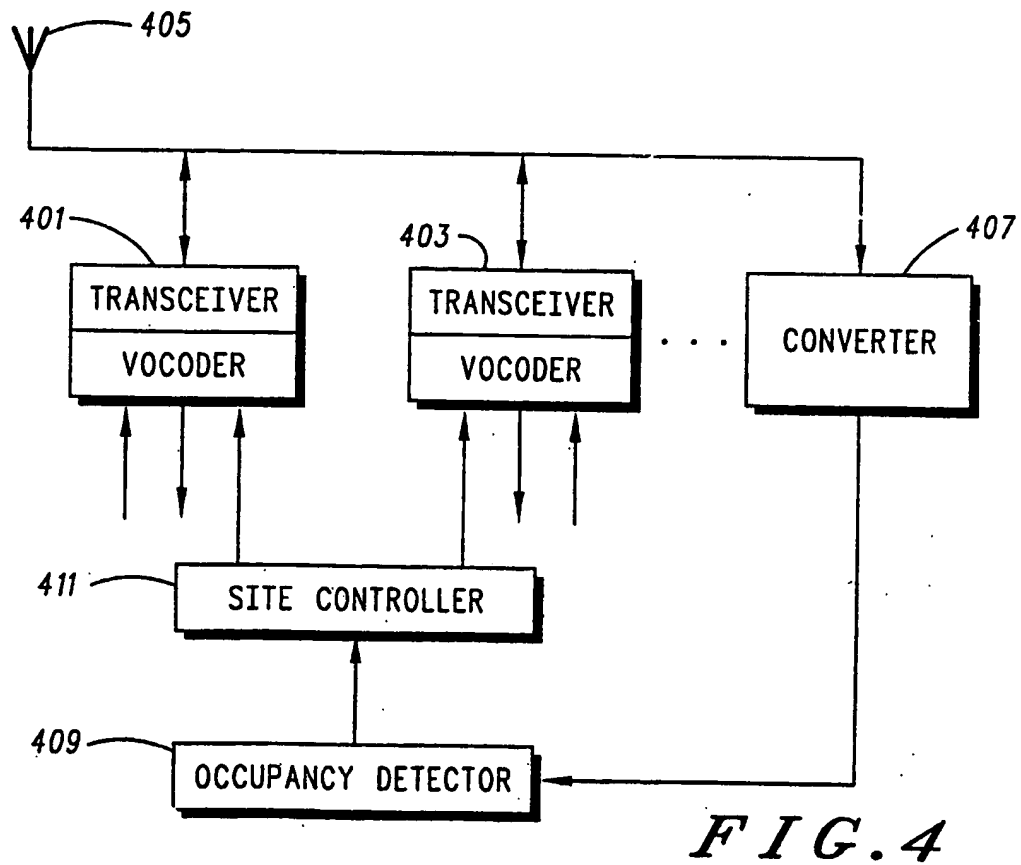 405
401
403
407
TRANSCEIVER
VOCODER
TRANSCEIVER
VOCODER
. . .
CONVERTER
411
SITE CONTROLLER
409
OCCUPANCY DETECTOR
FIG.4